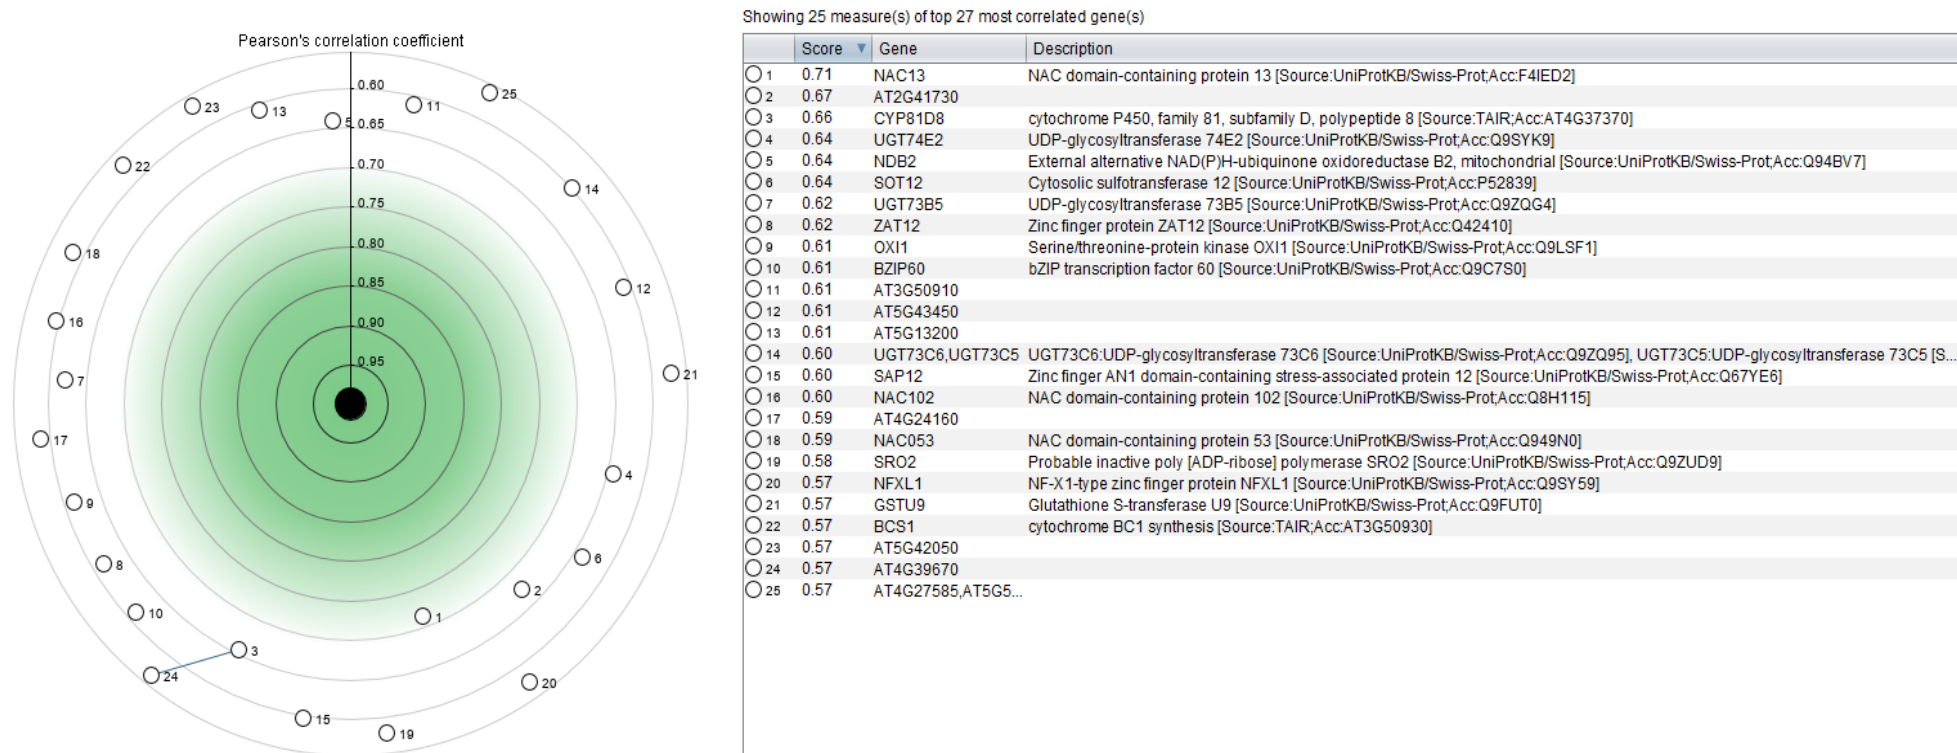 Showing 25 measure(s) of top 27 most correlated gene(s)
Pearson's correlation coefficient
0.60
0.65
0.70
0.75
0.80
0.85
0.90
0.95
23
13
5
11
25
22
14
18
12
16
7
21
17
4
9
8
6
10
2
1
3
24
20
15
19
Score Gene Description
1 0.71 NAC13 NAC domain-containing protein 13 [Source:UniProtKB/Swiss-Prot;Acc:F4IED2]
2 0.67 AT2G41730
3 0.66 CYP81D8 cytochrome P450, family 81, subfamily D, polypeptide 8 [Source:TAIR;Acc:AT4G37370]
4 0.64 UGT74E2 UDP-glycosyltransferase 74E2 [Source:UniProtKB/Swiss-Prot;Acc:Q9SYK9]
5 0.64 NDB2 External alternative NAD(P)H-ubiquinone oxidoreductase B2, mitochondrial [Source:UniProtKB/Swiss-Prot;Acc:Q94BV7]
6 0.64 SOT12 Cytosolic sulfotransferase 12 [Source:UniProtKB/Swiss-Prot;Acc:P52839]
7 0.62 UGT73B5 UDP-glycosyltransferase 73B5 [Source:UniProtKB/Swiss-Prot;Acc:Q9ZQG4]
8 0.62 ZAT12 Zinc finger protein ZAT12 [Source:UniProtKB/Swiss-Prot;Acc:Q42410]
9 0.61 OXI1 Serine/threonine-protein kinase OXI1 [Source:UniProtKB/Swiss-Prot;Acc:Q9LSF1]
10 0.61 BZIP60 bZIP transcription factor 60 [Source:UniProtKB/Swiss-Prot;Acc:Q9C7S0]
11 0.61 AT3G50910
12 0.61 AT5G43450
13 0.61 AT5G13200
14 0.60 UGT73C6,UGT73C5 UGT73C6:UDP-glycosyltransferase 73C6 [Source:UniProtKB/Swiss-Prot;Acc:Q9ZQ95], UGT73C5:UDP-glycosyltransferase 73C5 [S...
15 0.60 SAP12 Zinc finger AN1 domain-containing stress-associated protein 12 [Source:UniProtKB/Swiss-Prot;Acc:Q67YE6]
16 0.60 NAC102 NAC domain-containing protein 102 [Source:UniProtKB/Swiss-Prot;Acc:Q8H115]
17 0.59 AT4G24160
18 0.59 NAC053 NAC domain-containing protein 53 [Source:UniProtKB/Swiss-Prot;Acc:Q949N0]
19 0.58 SRO2 Probable inactive poly [ADP-ribose] polymerase SRO2 [Source:UniProtKB/Swiss-Prot;Acc:Q9ZUD9]
20 0.57 NFXL1 NF-X1-type zinc finger protein NFXL1 [Source:UniProtKB/Swiss-Prot;Acc:Q9SY59]
21 0.57 GSTU9 Glutathione S-transferase U9 [Source:UniProtKB/Swiss-Prot;Acc:Q9FUT0]
22 0.57 BCS1 cytochrome BC1 synthesis [Source:TAIR;Acc:AT3G50930]
23 0.57 AT5G42050
24 0.57 AT4G39670
25 0.57 AT4G27585,AT5G5...